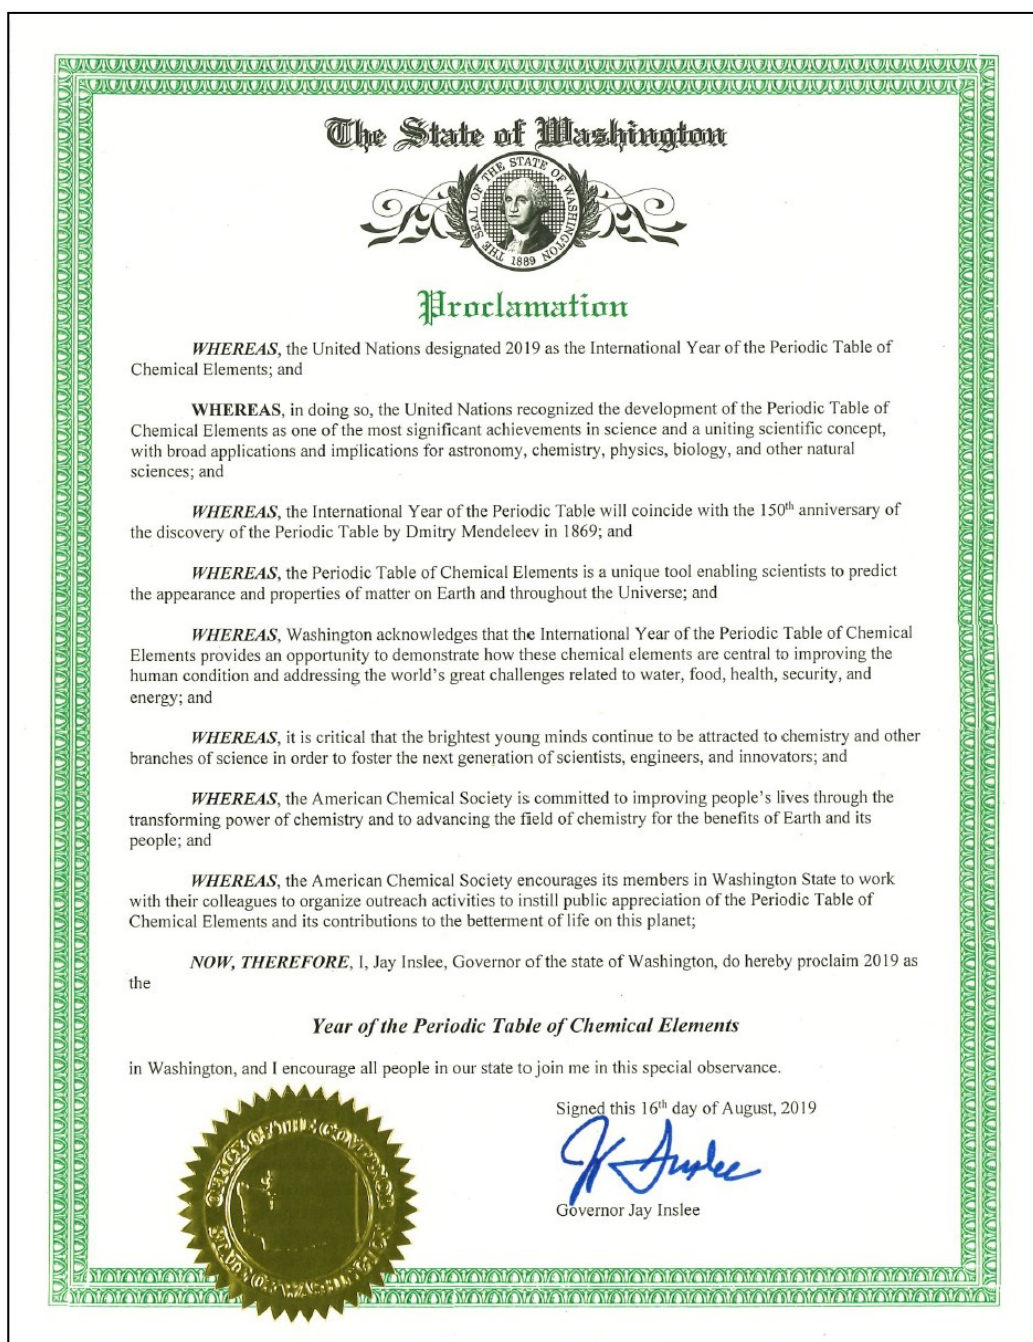 The State of Washington
THE SEAL OF THE STATE OF WASHINGTON
1889
Proclamation
WHEREAS, the United Nations designated 2019 as the International Year of the Periodic Table of
Chemical Elements; and
WHEREAS, in doing so, the United Nations recognized the development of the Periodic Table of
Chemical Elements as one of the most significant achievements in science and a uniting scientific concept,
with broad applications and implications for astronomy, chemistry, physics, biology, and other natural
sciences; and
WHEREAS, the International Year of the Periodic Table will coincide with the 150th anniversary of
the discovery of the Periodic Table by Dmitry Mendeleev in 1869; and
WHEREAS, the Periodic Table of Chemical Elements is a unique tool enabling scientists to predict
the appearance and properties of matter on Earth and throughout the Universe; and
WHEREAS, Washington acknowledges that the International Year of the Periodic Table of Chemical
Elements provides an opportunity to demonstrate how these chemical elements are central to improving the
human condition and addressing the world's great challenges related to water, food, health, security, and
energy; and
WHEREAS, it is critical that the brightest young minds continue to be attracted to chemistry and other
branches of science in order to foster the next generation of scientists, engineers, and innovators; and
WHEREAS, the American Chemical Society is committed to improving people's lives through the
transforming power of chemistry and to advancing the field of chemistry for the benefits of Earth and its
people; and
WHEREAS, the American Chemical Society encourages its members in Washington State to work
with their colleagues to organize outreach activities to instill public appreciation of the Periodic Table of
Chemical Elements and its contributions to the betterment of life on this planet;
NOW, THEREFORE, I, Jay Inslee, Governor of the state of Washington, do hereby proclaim 2019 as
the
Year of the Periodic Table of Chemical Elements
in Washington, and I encourage all people in our state to join me in this special observance.
Signed this 16th day of August, 2019
Jay Inslee
Governor Jay Inslee
OFFICE OF THE GOVERNOR
STATE OF WASHINGTON